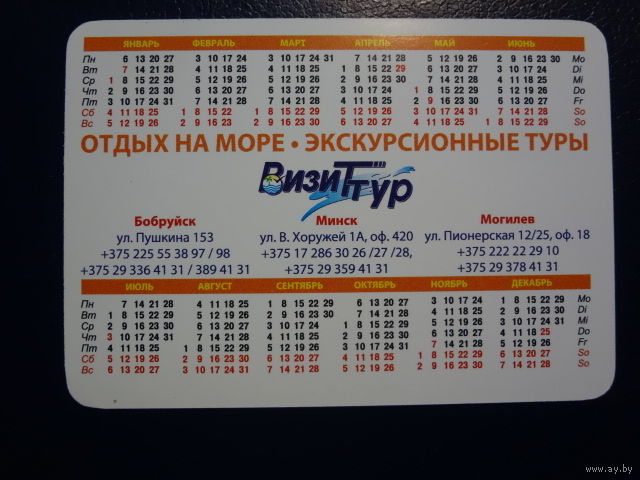 ЯНВАРЬ ФЕВРАЛЬ МАРТ АПРЕЛЬ МАЙ ИЮНЬ
Пн 6 13 20 27 3 10 17 24 3 10 17 24 31 7 14 21 28 5 12 19 26 2 9 16 23 30 Mo
Вт 7 14 21 28 4 11 18 25 4 11 18 25 1 8 15 22 29 6 13 20 27 3 10 17 24 Di
Ср 1 8 15 22 29 5 12 19 26 5 12 19 26 2 9 16 23 30 7 14 21 28 4 11 18 25 Mi
Чт 2 9 16 23 30 6 13 20 27 6 13 20 27 3 10 17 24 1 8 15 22 29 5 12 19 26 Do
Пт 3 10 17 24 31 7 14 21 28 7 14 21 28 4 11 18 25 2 9 16 23 30 6 13 20 27 Fr
Сб 4 11 18 25 1 8 15 22 1 8 15 22 29 5 12 19 26 3 10 17 24 31 7 14 21 28 So
Вс 5 12 19 26 2 9 16 23 2 9 16 23 30 6 13 20 27 4 11 18 25 1 8 15 22 29 So
ОТДЫХ НА МОРЕ • ЭКСКУРСИОННЫЕ ТУРЫ
ВизиТТур
Бобруйск Минск Могилев
ул. Пушкина 153 ул. В. Хоружей 1А, оф. 420 ул. Пионерская 12/25, оф. 18
+375 225 55 38 97 / 98 +375 17 286 30 26 /27 /28, +375 222 22 29 10
+375 29 336 41 31 / 389 41 31 +375 29 359 41 31 +375 29 378 41 31
ИЮЛЬ АВГУСТ СЕНТЯБРЬ ОКТЯБРЬ НОЯБРЬ ДЕКАБРЬ
Пн 7 14 21 28 4 11 18 25 1 8 15 22 29 6 13 20 27 3 10 17 24 1 8 15 22 29 Mo
Вт 1 8 15 22 29 5 12 19 26 2 9 16 23 30 7 14 21 28 4 11 18 25 2 9 16 23 30 Di
Ср 2 9 16 23 30 6 13 20 27 3 10 17 24 1 8 15 22 29 5 12 19 26 3 10 17 24 31 Mi
Чт 3 10 17 24 31 7 14 21 28 4 11 18 25 2 9 16 23 30 6 13 20 27 4 11 18 25 Do
Пт 4 11 18 25 1 8 15 22 29 5 12 19 26 3 10 17 24 31 7 14 21 28 5 12 19 26 Fr
Сб 5 12 19 26 2 9 16 23 30 6 13 20 27 4 11 18 25 1 8 15 22 29 6 13 20 27 So
Вс 6 13 20 27 3 10 17 24 31 7 14 21 28 5 12 19 26 2 9 16 23 30 7 14 21 28 So
www.ay.by